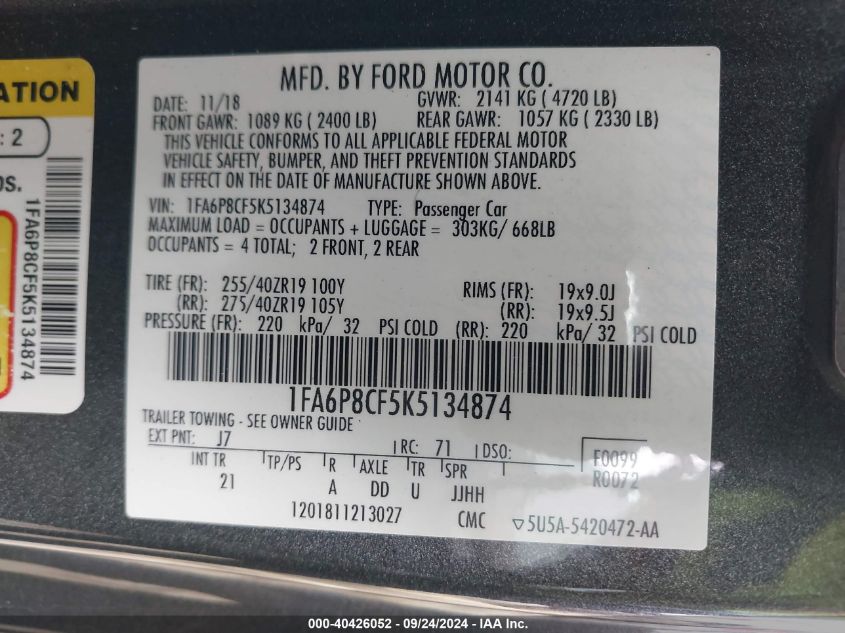 ATION
: 2
DS.
1FA6P8CF5K5134874
MFD. BY FORD MOTOR CO.
DATE: 11/18 GVWR: 2141 KG ( 4720 LB)
FRONT GAWR: 1089 KG ( 2400 LB) REAR GAWR: 1057 KG ( 2330 LB)
THIS VEHICLE CONFORMS TO ALL APPLICABLE FEDERAL MOTOR
VEHICLE SAFETY, BUMPER, AND THEFT PREVENTION STANDARDS
IN EFFECT ON THE DATE OF MANUFACTURE SHOWN ABOVE.
VIN: 1FA6P8CF5K5134874 TYPE: Passenger Car
MAXIMUM LOAD = OCCUPANTS + LUGGAGE = 303KG/ 668LB
OCCUPANTS = 4 TOTAL; 2 FRONT, 2 REAR
TIRE (FR): 255/40ZR19 100Y RIMS (FR): 19x9.0J
(RR): 275/40ZR19 105Y (RR): 19x9.5J
PRESSURE (FR): 220 kPa/ 32 PSI COLD (RR): 220 kPa/ 32 PSI COLD
1FA6P8CF5K5134874
TRAILER TOWING - SEE OWNER GUIDE
EXT PNT: J7 RC: 71 DSO: F0099
R0072
INT TR TP/PS R AXLE TR SPR
21 A DD U JJHH
1201811213027 CMC ▽5U5A-5420472-AA
000-40426052 - 09/24/2024 - IAA Inc.